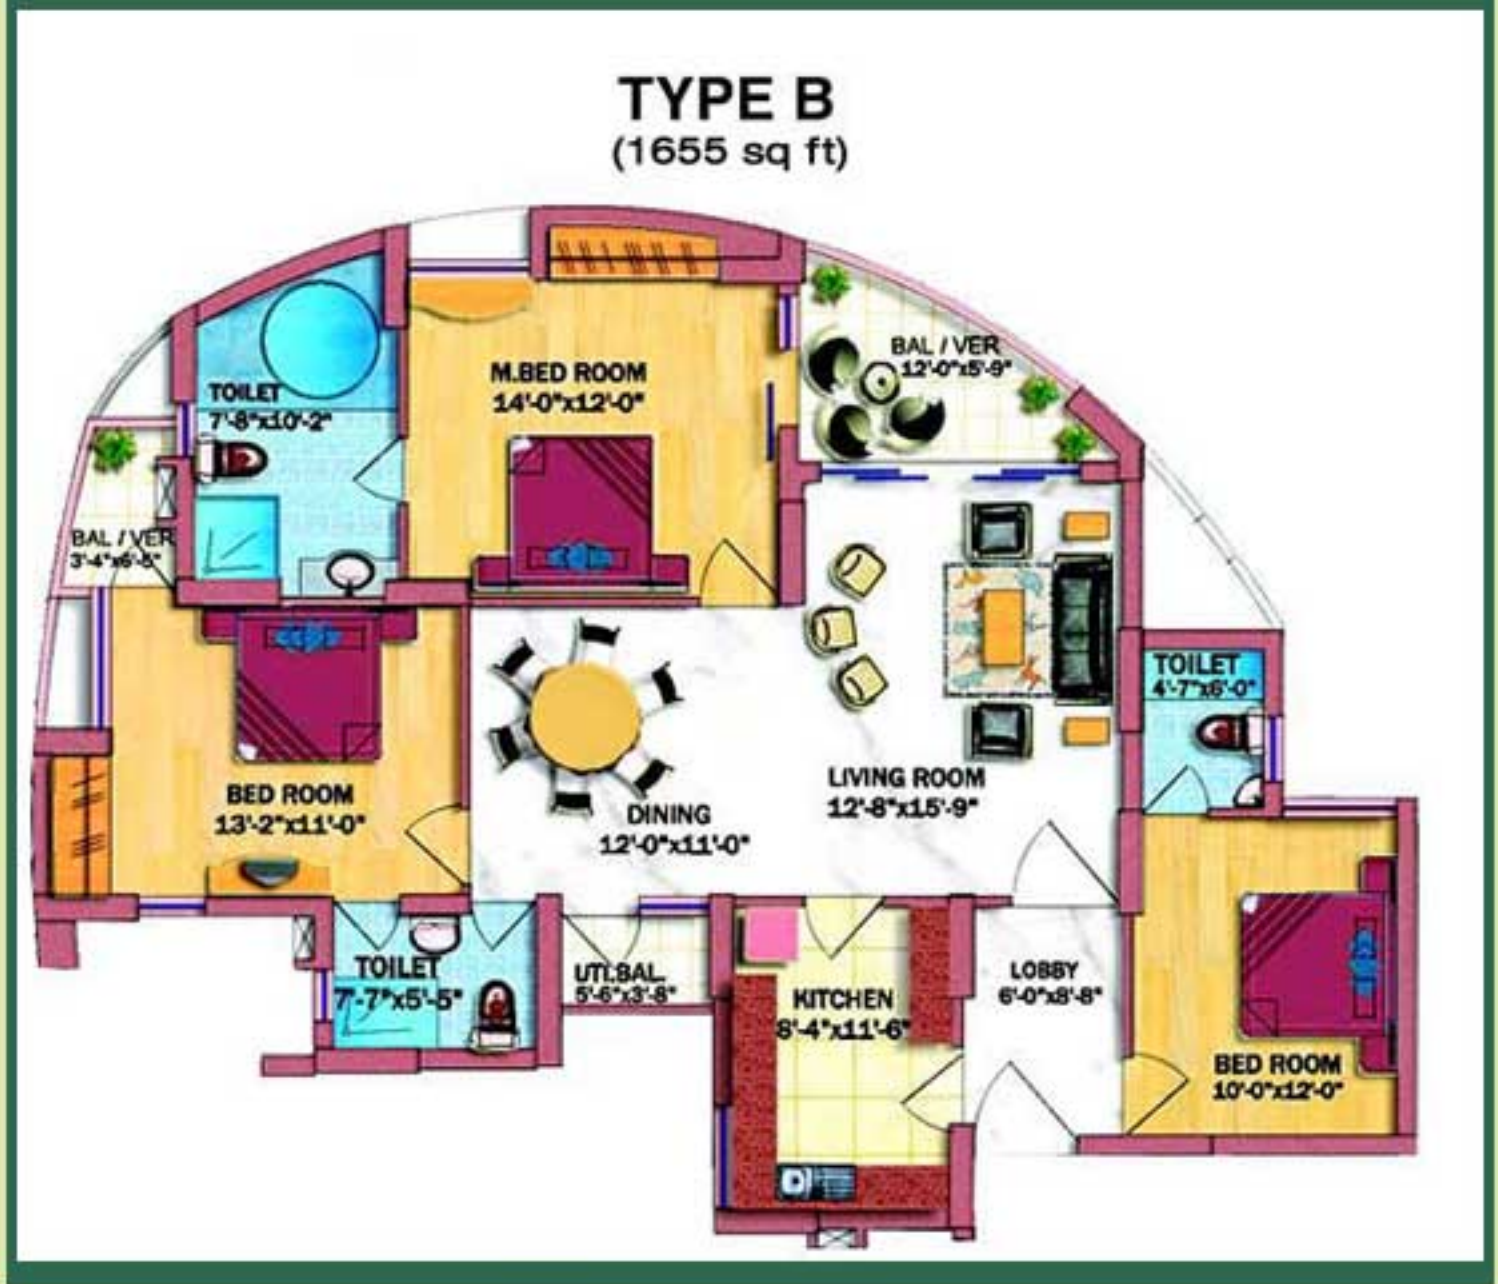 TYPE B
(1655 sq ft)
M.BED ROOM
14'-0"x12'-0"
BAL / VER
12'-0"x5'-9"
TOILET
7'-8"x10'-2"
BAL / VER
3'-4"x6'-5"
TOILET
4'-7"x6'-0"
BED ROOM
13'-2"x11'-0"
DINING
12'-0"x11'-0"
LIVING ROOM
12'-8"x15'-9"
TOILET
7'-7"x5'-5"
UTI.BAL.
5'-6"x3'-8"
KITCHEN
8'-4"x11'-6"
LOBBY
6'-0"x8'-8"
BED ROOM
10'-0"x12'-0"